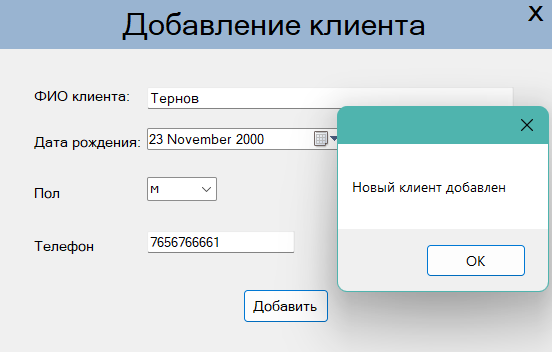 Добавление клиента
X
ФИО клиента: Тернов
Дата рождения: 23 November 2000
Новый клиент добавлен
Пол м
OK
Телефон 7656766661
Добавить